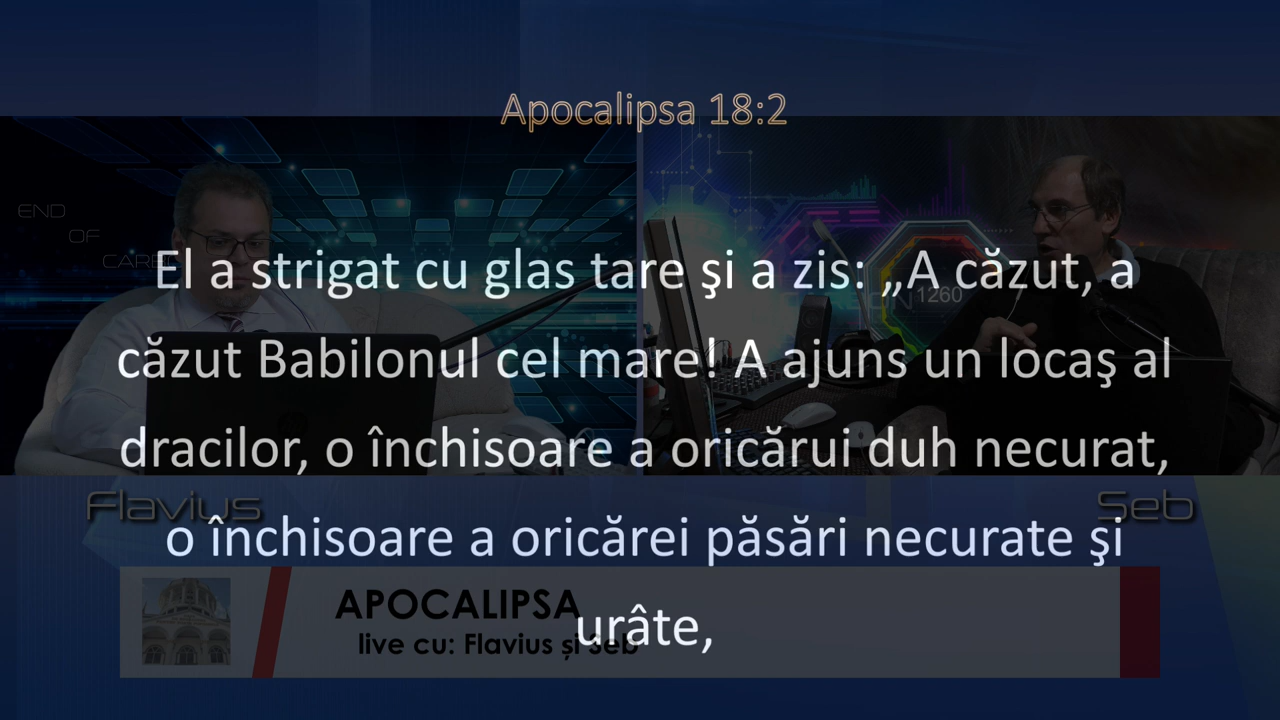 Apocalipsa 18:2
END
OF
El a strigat cu glas tare şi a zis: „A căzut, a
1260
căzut Babilonul cel mare! A ajuns un locaş al
dracilor, o închisoare a oricărui duh necurat,
Flavius
Seb
o închisoare a oricărei păsări necurate şi
urâte,
APOCALIPSA
live cu: Flavius și Seb